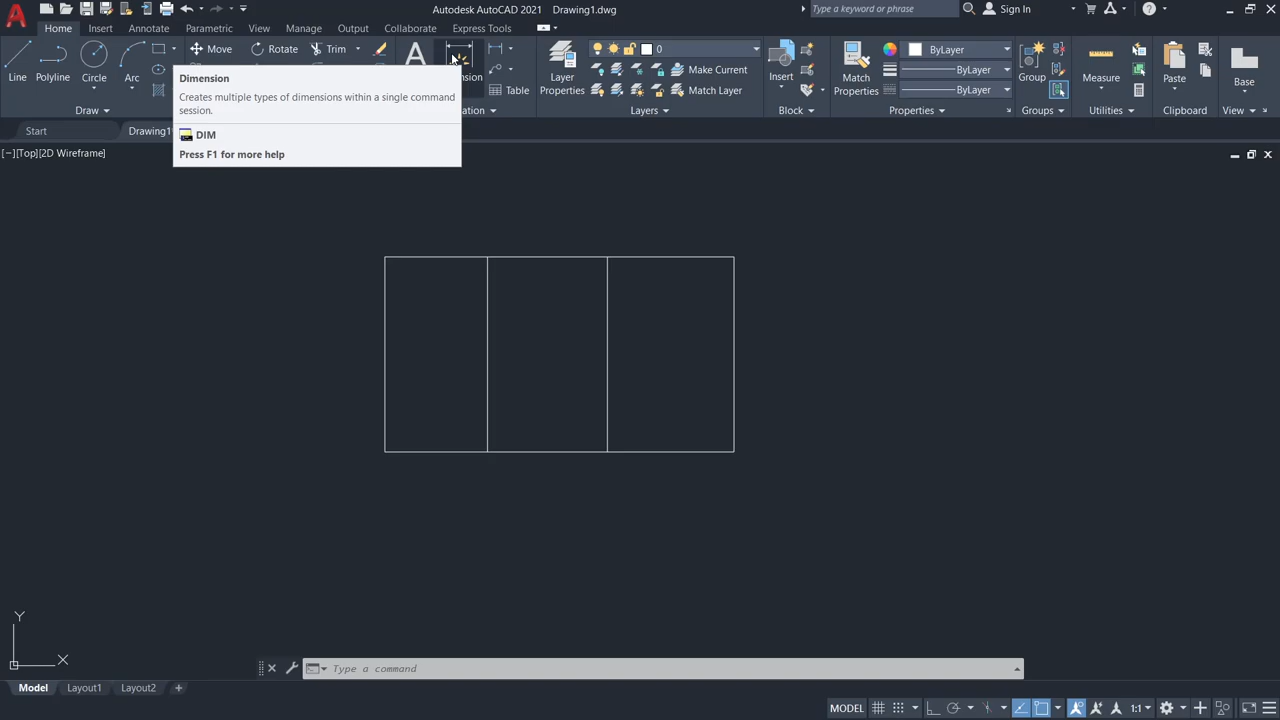 Autodesk AutoCAD 2021 Drawing1.dwg
Type a keyword or phrase
Sign In
Home Insert Annotate Parametric View Manage Output Collaborate Express Tools
Move Rotate Trim
0
ByLayer
Line Polyline Circle Arc
Layer Properties
Make Current
ByLayer
Table
Match Layer
ByLayer
Insert
Match Properties
Group
Measure
Paste
Base
Draw
Layers
Block
Properties
Groups
Utilities
Clipboard
View
Dimension
Creates multiple types of dimensions within a single command
session.
DIM
Press F1 for more help
Start
Drawing1
[−][Top][2D Wireframe]
Y
X
Type a command
Model Layout1 Layout2
MODEL
1:1